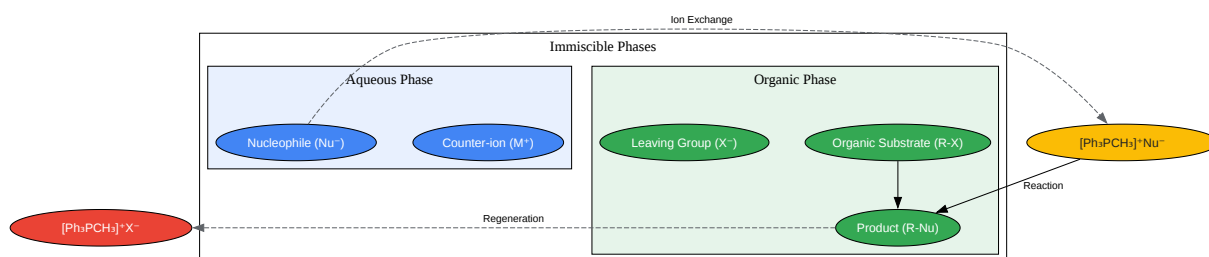 Ion Exchange
Immiscible Phases
Aqueous Phase
Organic Phase
Nucleophile (Nu⁻)
Counter-ion (M⁺)
Leaving Group (X⁻)
Organic Substrate (R-X)
[Ph₃PCH₃]⁺Nu⁻
Reaction
[Ph₃PCH₃]⁺X⁻
Regeneration
Product (R-Nu)